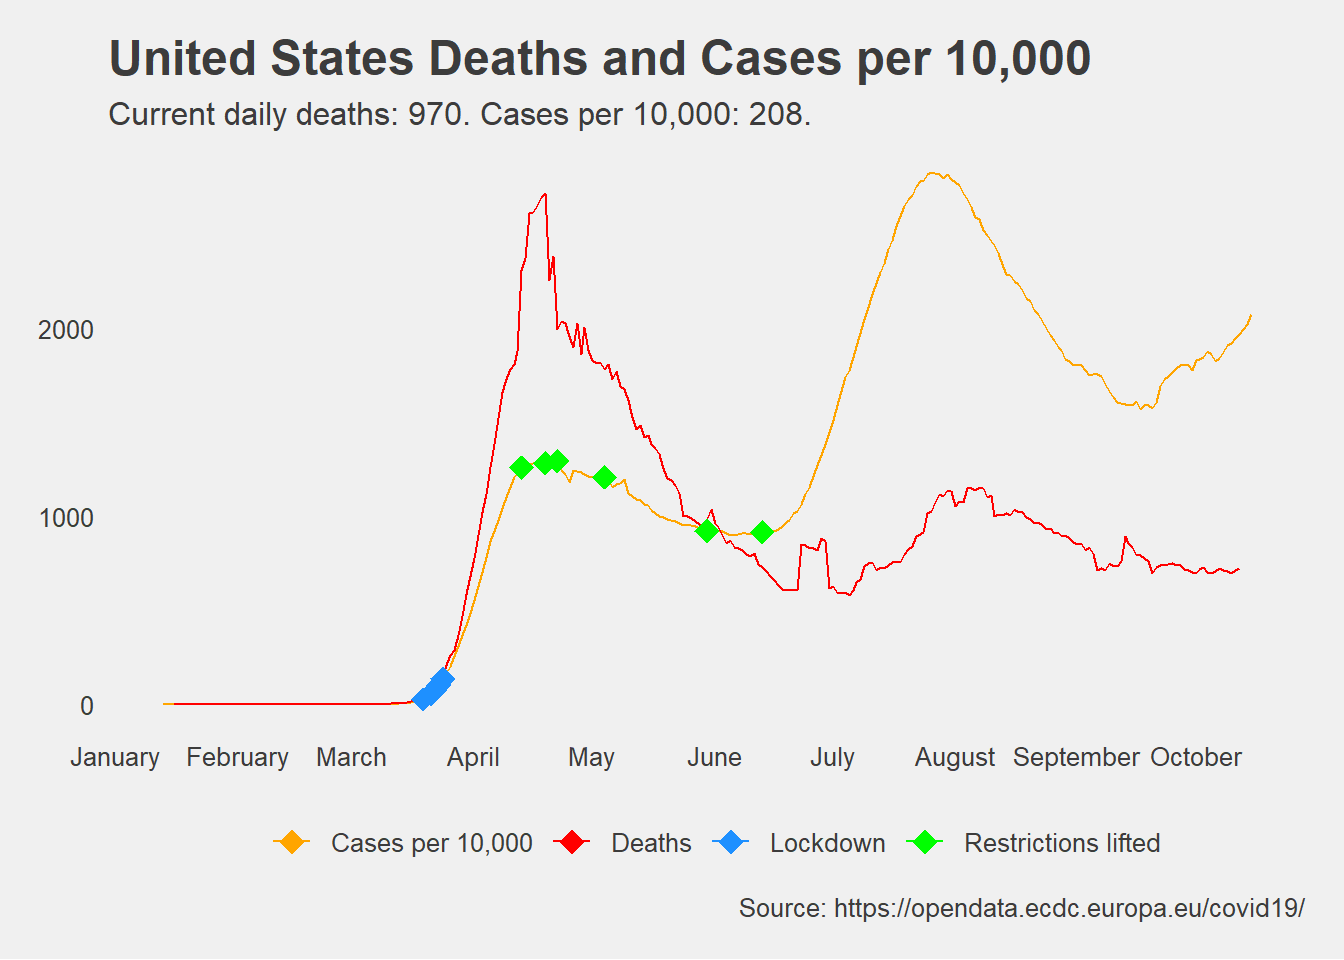 United States Deaths and Cases per 10,000
Current daily deaths: 970. Cases per 10,000: 208.
2000
1000
0
January February March April May June July August September October
Cases per 10,000 Deaths Lockdown Restrictions lifted
Source: https://opendata.ecdc.europa.eu/covid19/